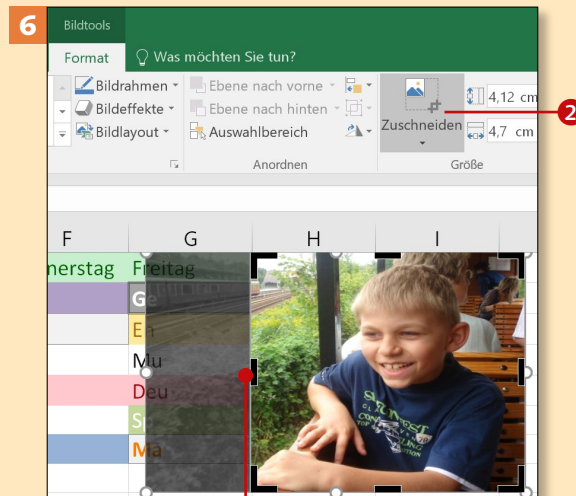 6
Bildtools
Format Was möchten Sie tun?
Bildrahmen Ebene nach vorne
Bildeffekte Ebene nach hinten
Bildlayout Auswahlbereich
Zuschneiden
4,12 cm
4,7 cm
2
Anordnen Größe
F G H I
nerstag Freitag
Ge
En
Mu
Deu
Sp
Ma